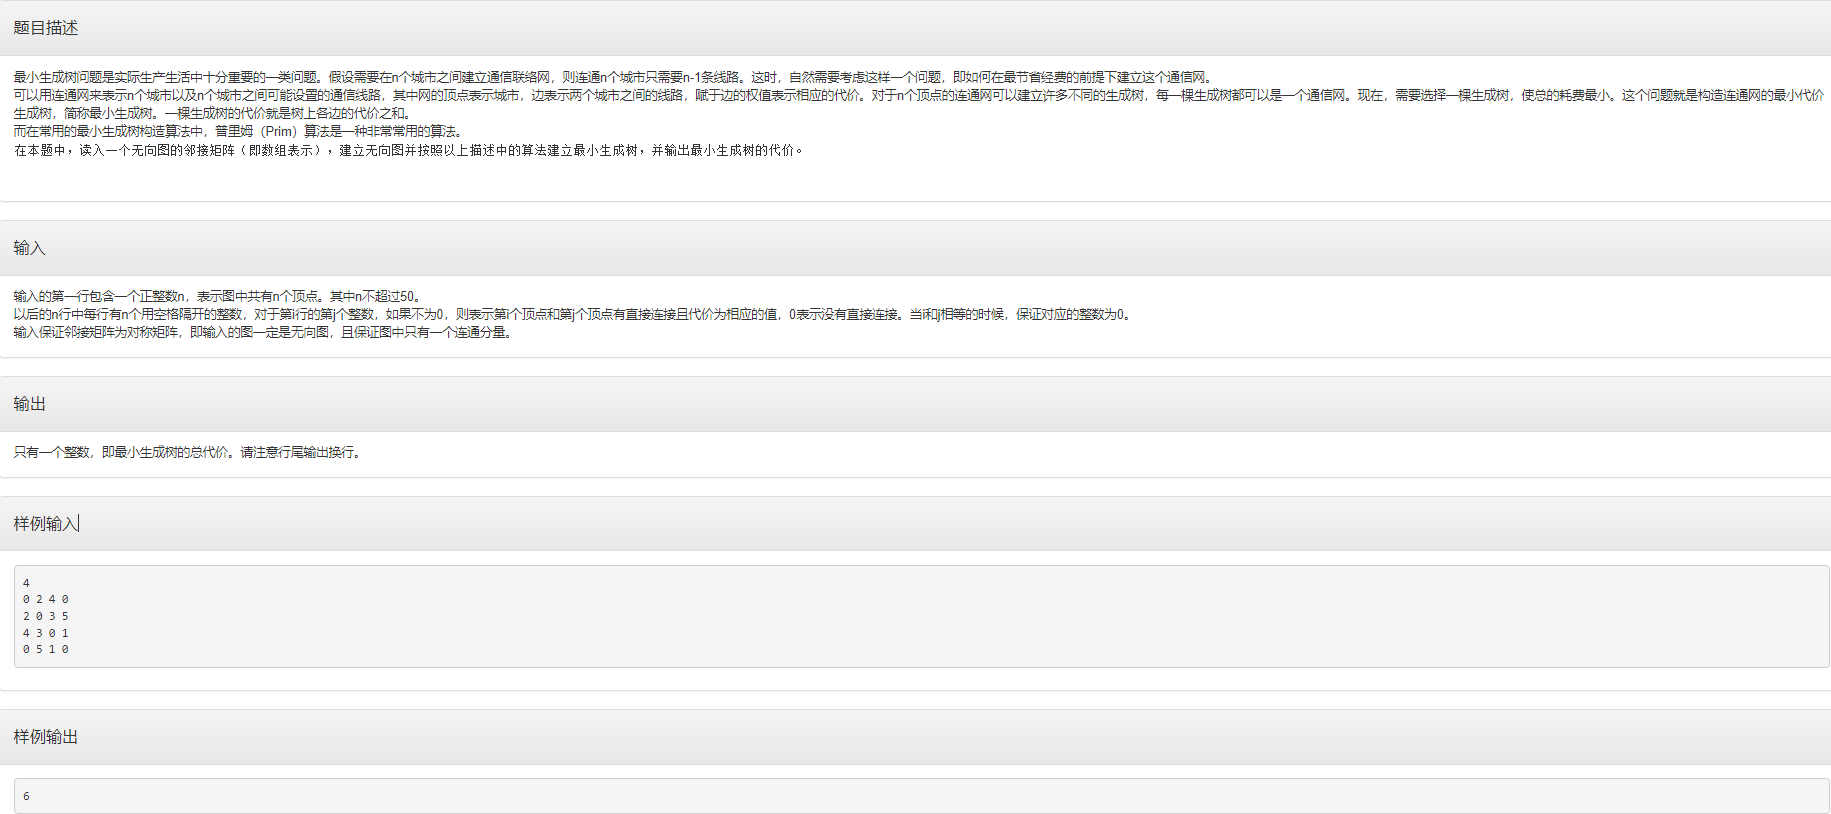 题目描述
最小生成树问题是实际生产生活中十分重要的一类问题。假设需要在n个城市之间建立通信联络网，则连通n个城市只需要n-1条线路。这时，自然需要考虑这样一个问题，即如何在最节省经费的前提下建立这个通信网。
可以用连通网来表示n个城市以及n个城市之间可能设置的通信线路，其中网的顶点表示城市，边表示两个城市之间的线路，赋于边的权值表示相应的代价。对于n个顶点的连通网可以建立许多不同的生成树，每一棵生成树都可以是一个通信网。现在，需要选择一棵生成树，使总的耗费最小。这个问题就是构造连通网的最小代价
生成树，简称最小生成树。一棵生成树的代价就是树上各边的代价之和。
而在常用的最小生成树构造算法中，普里姆（Prim）算法是一种非常常用的算法。
在本题中，读入一个无向图的邻接矩阵（即数组表示），建立无向图并按照以上描述中的算法建立最小生成树，并输出最小生成树的代价。
输入
输入的第一行包含一个正整数n，表示图中共有n个顶点。其中n不超过50。
以后的n行中每行有n个用空格隔开的整数，对于第i行的第j个整数，如果不为0，则表示第i个顶点和第j个顶点有直接连接且代价为相应的值，0表示没有直接连接。当i和j相等的时候，保证对应的整数为0。
输入保证邻接矩阵为对称矩阵，即输入的图一定是无向图，且保证图中只有一个连通分量。
输出
只有一个整数，即最小生成树的总代价。请注意行尾输出换行。
样例输入
4
0 2 4 0
2 0 3 5
4 3 0 1
0 5 1 0
样例输出
6